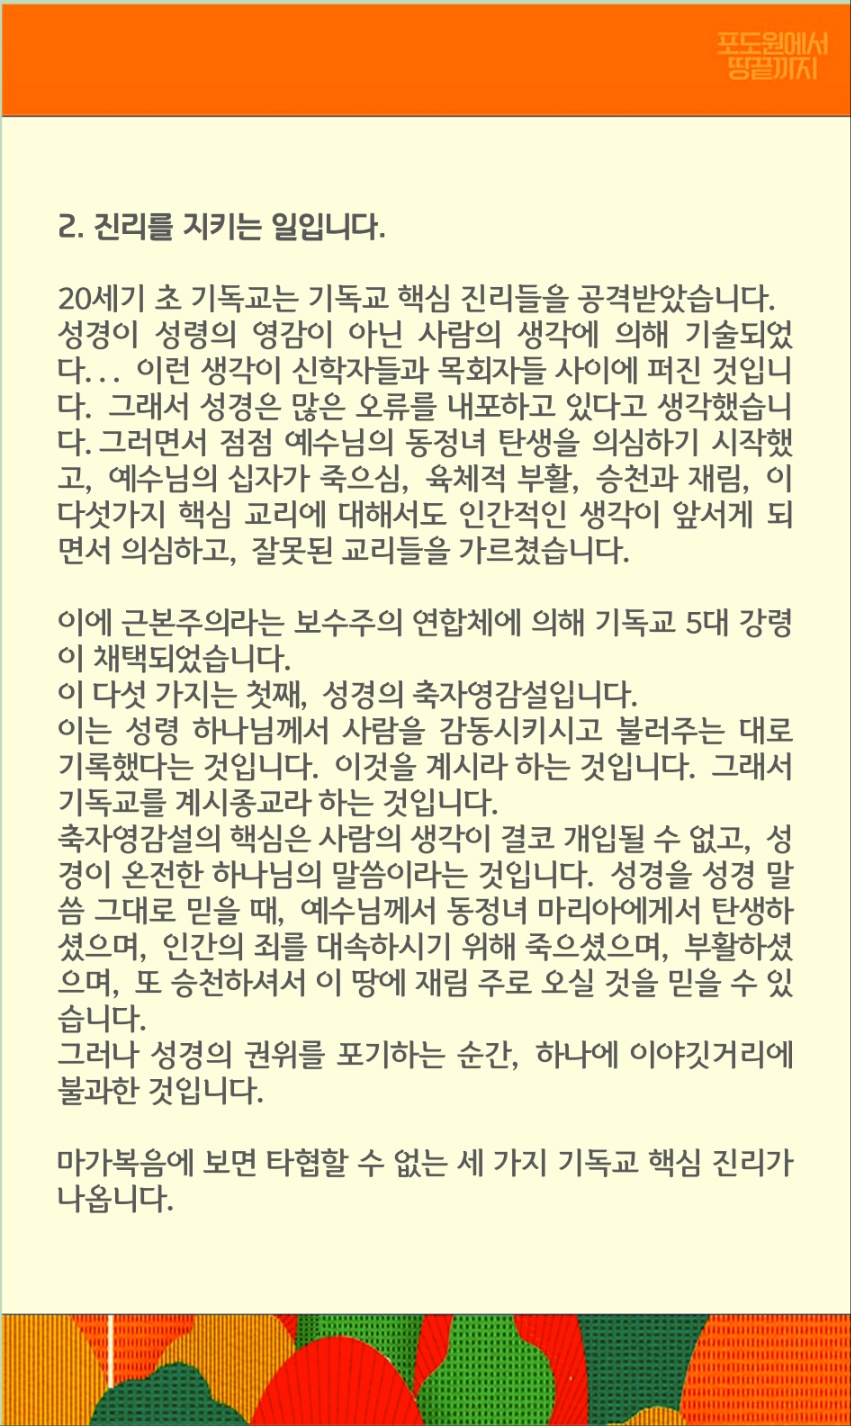 포도원에서
땅끝까지
2. 진리를 지키는 일입니다.
20세기 초 기독교는 기독교 핵심 진리들을 공격받았습니다.
성경이 성령의 영감이 아닌 사람의 생각에 의해 기술되었
다... 이런 생각이 신학자들과 목회자들 사이에 퍼진 것입니
다. 그래서 성경은 많은 오류를 내포하고 있다고 생각했습니
다. 그러면서 점점 예수님의 동정녀 탄생을 의심하기 시작했
고, 예수님의 십자가 죽으심, 육체적 부활, 승천과 재림, 이
다섯가지 핵심 교리에 대해서도 인간적인 생각이 앞서게 되
면서 의심하고, 잘못된 교리들을 가르쳤습니다.
이에 근본주의라는 보수주의 연합체에 의해 기독교 5대 강령
이 채택되었습니다.
이 다섯 가지는 첫째, 성경의 축자영감설입니다.
이는 성령 하나님께서 사람을 감동시키시고 불러주는 대로
기록했다는 것입니다. 이것을 계시라 하는 것입니다. 그래서
기독교를 계시종교라 하는 것입니다.
축자영감설의 핵심은 사람의 생각이 결코 개입될 수 없고, 성
경이 온전한 하나님의 말씀이라는 것입니다. 성경을 성경 말
씀 그대로 믿을 때, 예수님께서 동정녀 마리아에게서 탄생하
셨으며, 인간의 죄를 대속하시기 위해 죽으셨으며, 부활하셨
으며, 또 승천하셔서 이 땅에 재림 주로 오실 것을 믿을 수 있
습니다.
그러나 성경의 권위를 포기하는 순간, 하나에 이야깃거리에
불과한 것입니다.
마가복음에 보면 타협할 수 없는 세 가지 기독교 핵심 진리가
나옵니다.